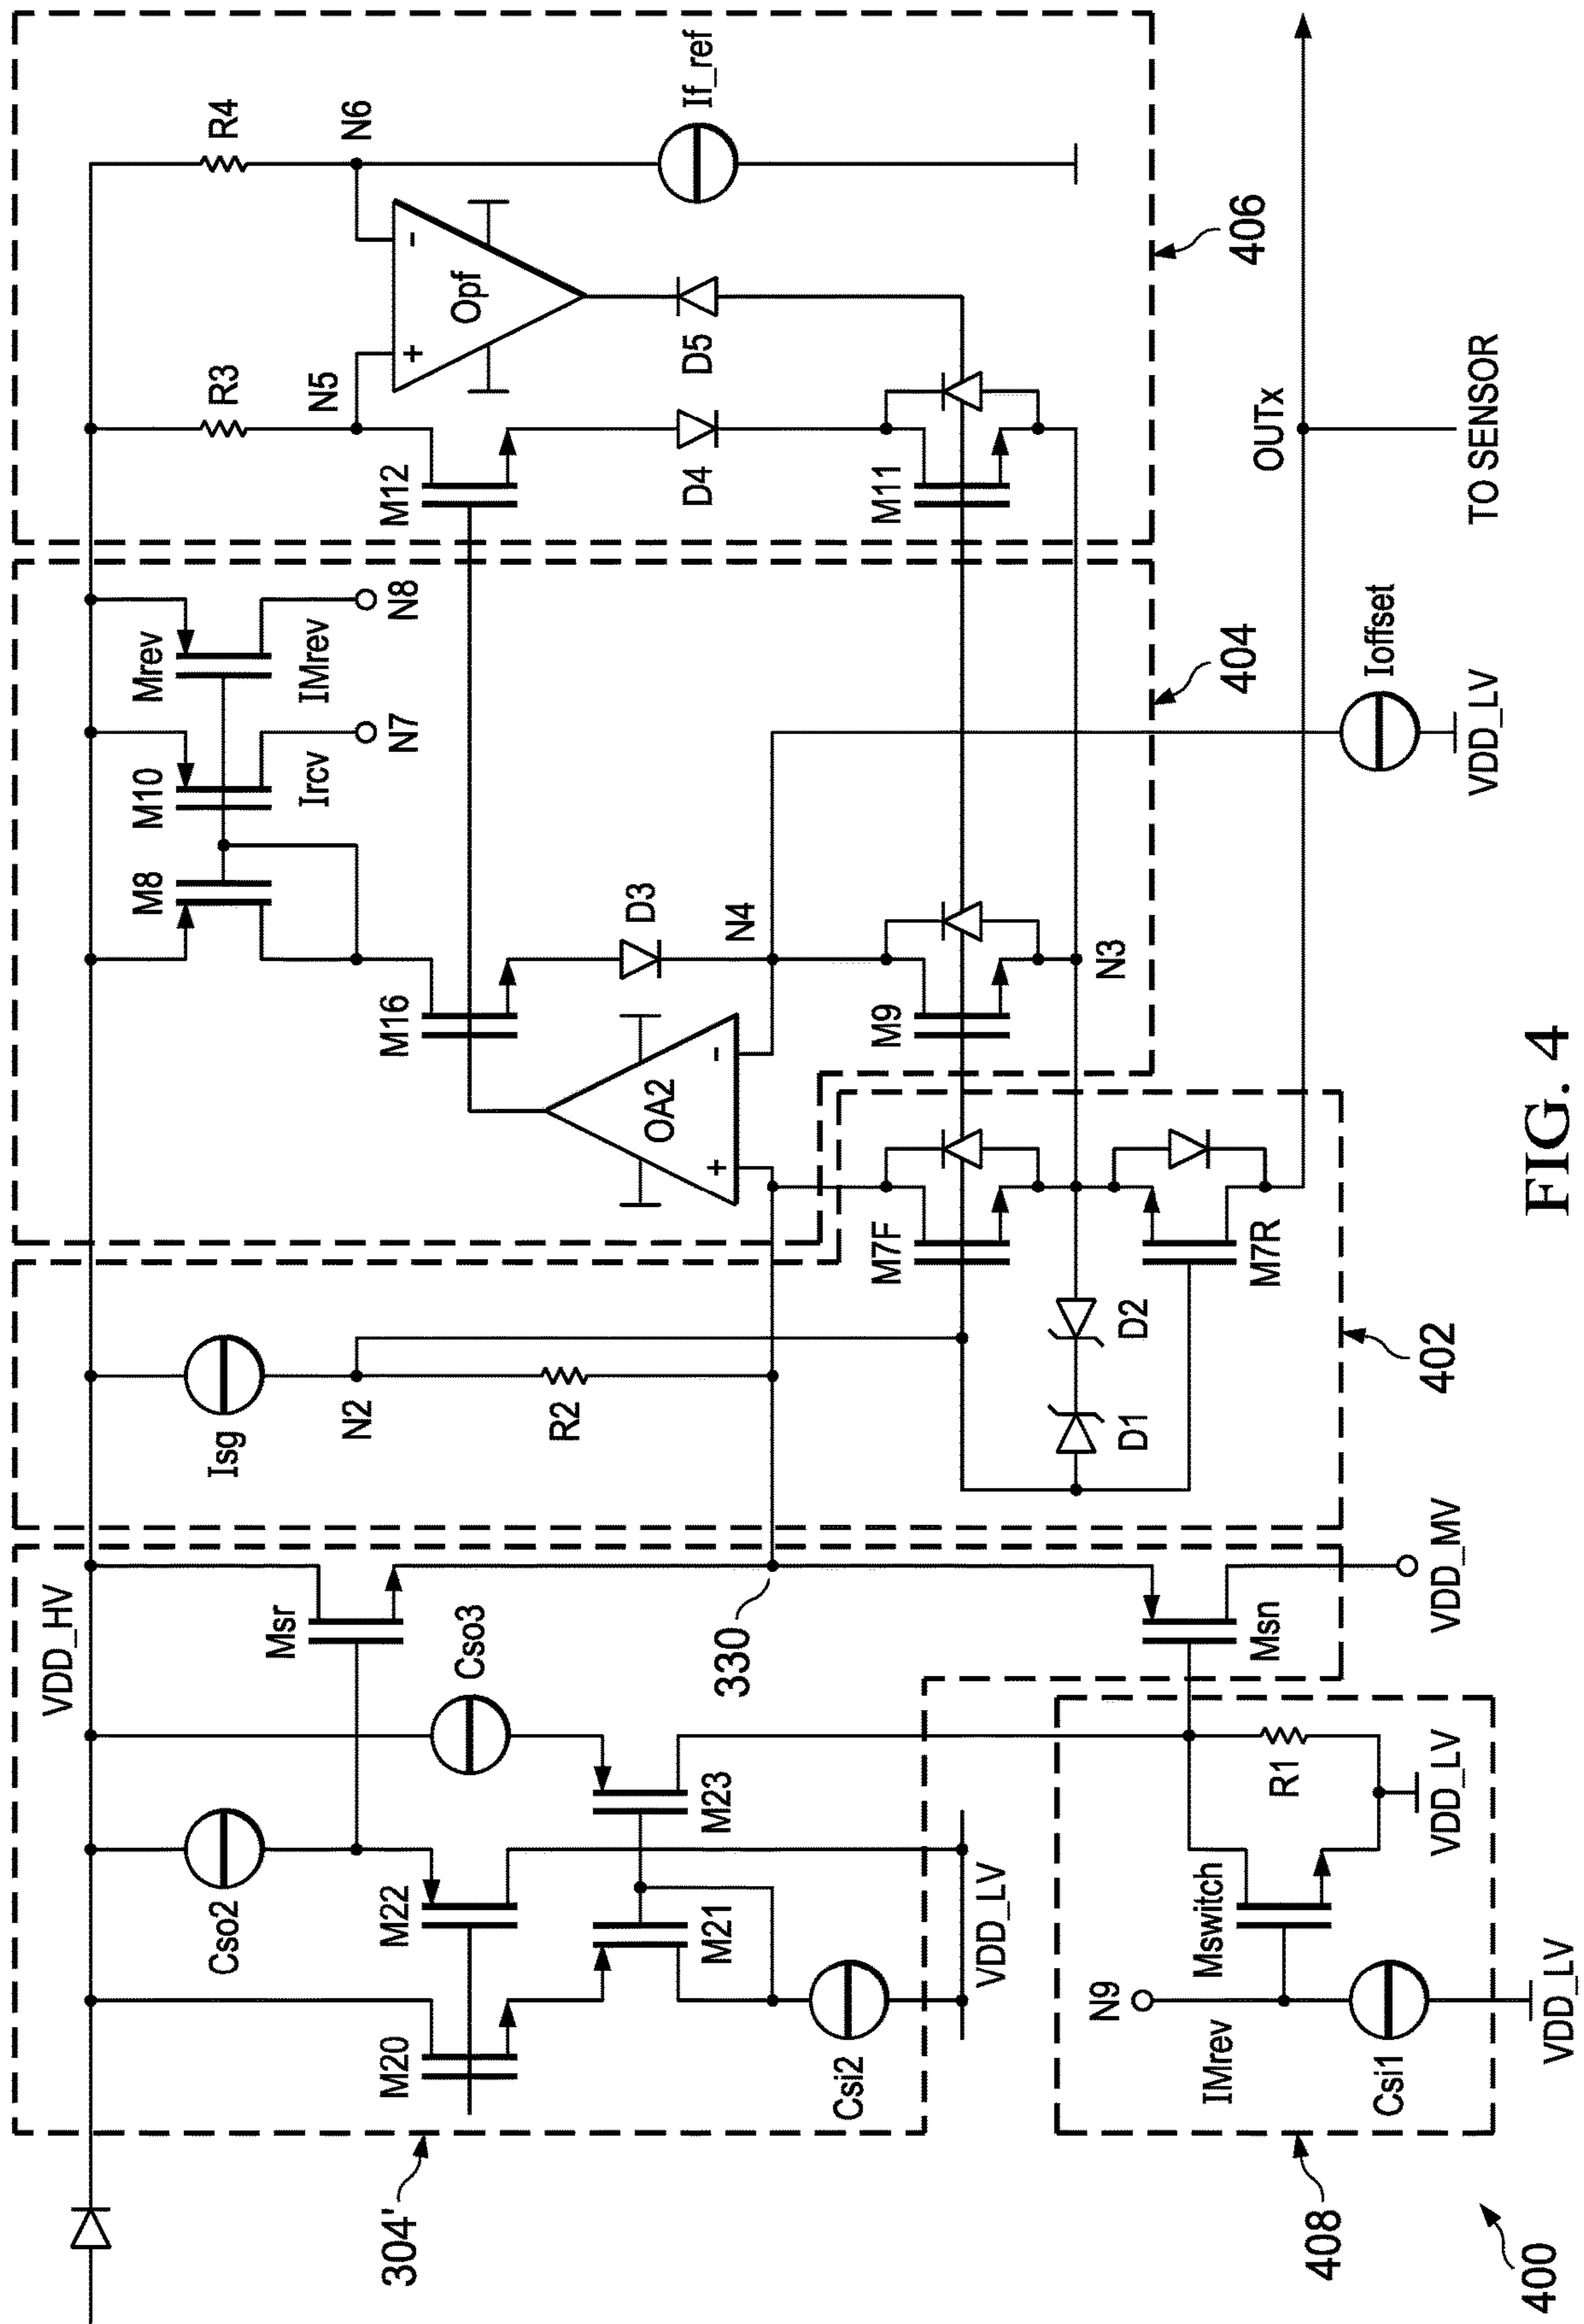 VDD_HV
R4
N6
If_ref
R3
N5
Opf
+
-
D5
M12
D4
M11
406
OUTx
TO SENSOR
Mrev
IMrev
N8
M10
Ircv
N7
M8
M16
D3
N4
OA2
+
-
M9
N3
404
Ioffset
VDD_LV
Isg
N2
R2
M7F
D2
D1
M7R
402
Msr
Cso3
330
Msn
VDD_MV
Cso2
M22
M23
M20
M21
Csi2
VDD_LV
304'
R1
VDD_LV
Mswitch
N9
IMrev
Csi1
VDD_LV
408
400
FIG. 4